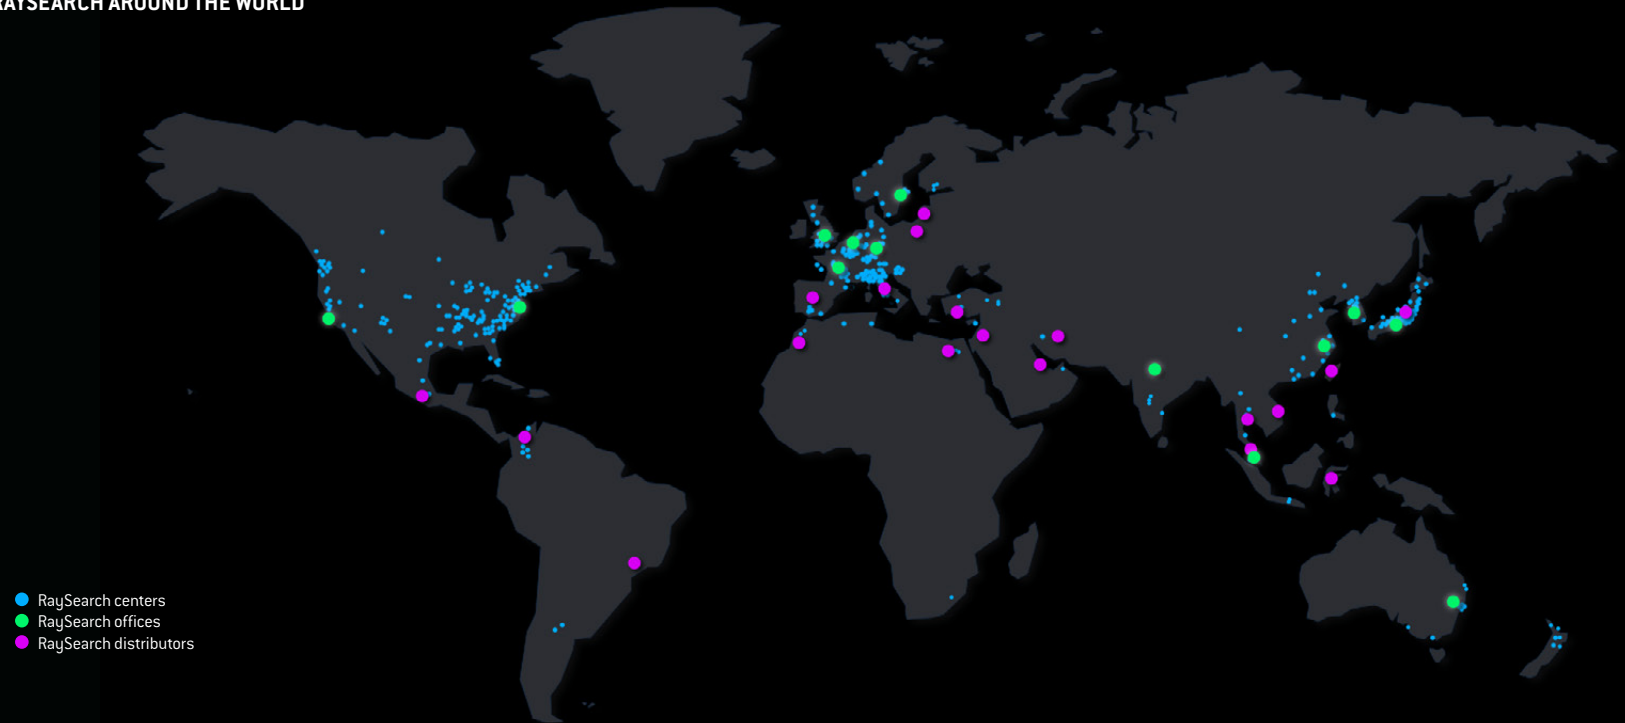 RAYSEARCH AROUND THE WORLD
RaySearch centers
RaySearch offices
RaySearch distributors